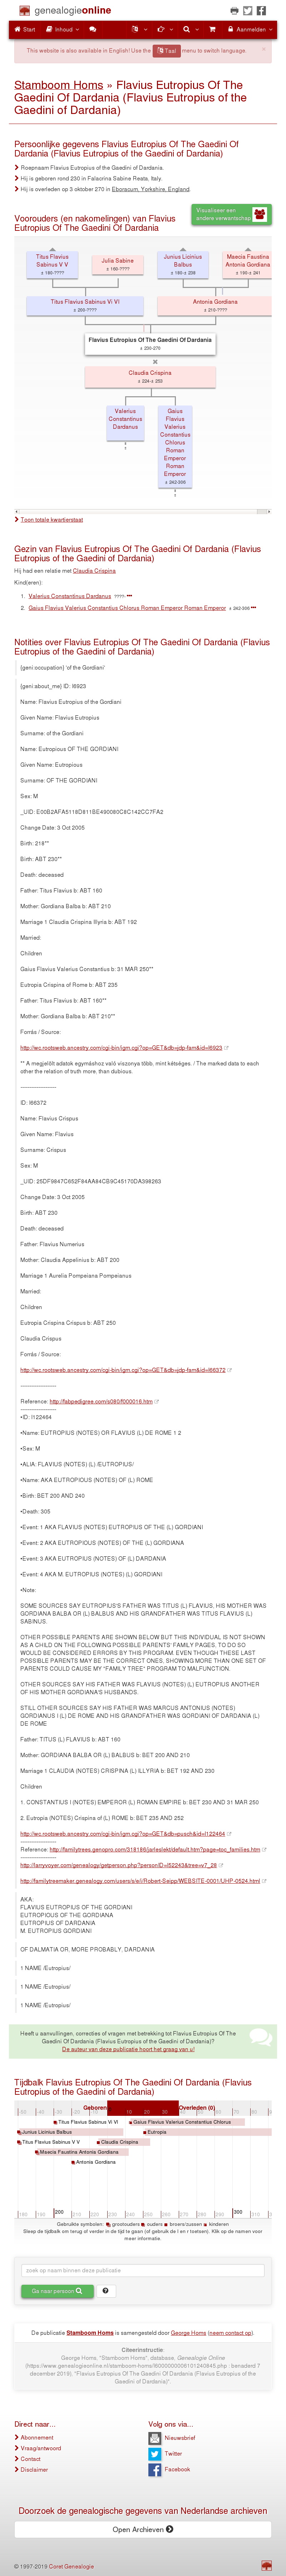 genealogieonline
Start
Inhoud
Aanmelden
This website is also available in English! Use the Taal menu to switch language.
×
Stamboom Homs » Flavius Eutropius Of The
Gaedini Of Dardania (Flavius Eutropius of the
Gaedini of Dardania)
Persoonlijke gegevens Flavius Eutropius Of The Gaedini Of
Dardania (Flavius Eutropius of the Gaedini of Dardania)
Roepnaam Flavius Eutropius of the Gaedini of Dardania.
Hij is geboren rond 230 in Falacrina Sabine Reata, Italy.
Hij is overleden op 3 oktober 270 in Eboracum, Yorkshire, England.
Visualiseer een
andere verwantschap
Voorouders (en nakomelingen) van Flavius
Eutropius Of The Gaedini Of Dardania
Titus Flavius
Sabinus V V
± 180-????
Julia Sabine
± 160-????
Junius Licinius
Balbus
± 180-± 238
Maecia Faustina
Antonia Gordiana
± 190-± 241
Titus Flavius Sabinus Vi VI
± 200-????
Antonia Gordiana
± 210-????
Flavius Eutropius Of The Gaedini Of Dardania
± 230-270
Claudia Crispina
± 224-± 253
Valerius
Constantinus
Dardanus
Gaius
Flavius
Valerius
Constantius
Chlorus
Roman
Emperor
Roman
Emperor
± 242-306
Toon totale kwartierstaat
Gezin van Flavius Eutropius Of The Gaedini Of Dardania (Flavius
Eutropius of the Gaedini of Dardania)
Hij had een relatie met Claudia Crispina.
Kind(eren):
1. Valerius Constantinus Dardanus ????-
2. Gaius Flavius Valerius Constantius Chlorus Roman Emperor Roman Emperor ± 242-306
Notities over Flavius Eutropius Of The Gaedini Of Dardania (Flavius
Eutropius of the Gaedini of Dardania)
{geni:occupation} 'of the Gordiani'
{geni:about_me} ID: I6923
Name: Flavius Eutropius of the Gordiani
Given Name: Flavius Eutropius
Surname: of the Gordiani
Name: Eutropious OF THE GORDIANI
Given Name: Eutropious
Surname: OF THE GORDIANI
Sex: M
_UID: E00B2AFA5118D811BE490080C8C142CC7FA2
Change Date: 3 Oct 2005
Birth: 218**
Birth: ABT 230**
Death: deceased
Father: Titus Flavius b: ABT 160
Mother: Gordiana Balba b: ABT 210
Marriage 1 Claudia Crispina Illyria b: ABT 192
Married:
Children
Gaius Flavius Valerius Constantius b: 31 MAR 250**
Eutropia Crispina of Rome b: ABT 235
Father: Titus Flavius b: ABT 160**
Mother: Gordiana Balba b: ABT 210**
Forrás / Source:
http://wc.rootsweb.ancestry.com/cgi-bin/igm.cgi?op=GET&db=jdp-fam&id=I6923
** A megjelölt adatok egymáshoz való viszonya több, mint kétséges. / The marked data to each
other the relation of than more, than dubious.
-------------------
ID: I66372
Name: Flavius Crispus
Given Name: Flavius
Surname: Crispus
Sex: M
_UID: 25DF9847C652F84AA84CB9C45170DA398263
Change Date: 3 Oct 2005
Birth: ABT 230
Death: deceased
Father: Flavius Numerius
Mother: Claudia Appelinius b: ABT 200
Marriage 1 Aurelia Pompeiana Pompeianus
Married:
Children
Eutropia Crispina Crispus b: ABT 250
Claudia Crispus
Forrás / Source:
http://wc.rootsweb.ancestry.com/cgi-bin/igm.cgi?op=GET&db=jdp-fam&id=I66372
-------------------
Reference: http://fabpedigree.com/s080/f000016.htm
-------------------
•ID: I122464
•Name: EUTROPIUS (NOTES) OR FLAVIUS (L) DE ROME 1 2
•Sex: M
•ALIA: FLAVIUS (NOTES) (L) /EUTROPIUS/
•Name: AKA EUTROPIOUS (NOTES) OF (L) ROME
•Birth: BET 200 AND 240
•Death: 305
•Event: 1 AKA FLAVIUS (NOTES) EUTROPIUS OF THE (L) GORDIANI
•Event: 2 AKA EUTROPIOUS (NOTES) OF THE (L) GORDIANA
•Event: 3 AKA EUTROPIUS (NOTES) OF (L) DARDANIA
•Event: 4 AKA M. EUTROPIUS (NOTES) (L) GORDIANI
•Note:
SOME SOURCES SAY EUTROPIUS'S FATHER WAS TITUS (L) FLAVIUS, HIS MOTHER WAS
GORDIANA BALBA OR (L) BALBUS AND HIS GRANDFATHER WAS TITUS FLAVIUS (L)
SABINUS.
OTHER POSSIBLE PARENTS ARE SHOWN BELOW BUT THIS INDIVIDUAL IS NOT SHOWN
AS A CHILD ON THE FOLLOWING POSSIBLE PARENTS' FAMILY PAGES. TO DO SO
WOULD BE CONSIDERED ERRORS BY THIS PROGRAM. EITHER OF THESE LAST
POSSIBLE PARENTS MAY BE THE CORRECT ONES. SHOWING MORE THAN ONE SET OF
PARENTS COULD CAUSE MY "FAMILY TREE" PROGRAM TO MALFUNCTION.
OTHER SOURCES SAY HIS FATHER WAS FLAVIUS (NOTES) (L) EUTROPIUS ANOTHER
OF HIS MOTHER GORDIANA'S HUSBANDS.
STILL OTHER SOURCES SAY HIS FATHER WAS MARCUS ANTONIUS (NOTES)
GORDIANUS I (L) DE ROME AND HIS GRANDFATHER WAS GORDIANI OF DARDANIA (L)
DE ROME
Father: TITUS (L) FLAVIUS b: ABT 160
Mother: GORDIANA BALBA OR (L) BALBUS b: BET 200 AND 210
Marriage 1 CLAUDIA (NOTES) CRISPINA (L) ILLYRIA b: BET 192 AND 230
Children
1. CONSTANTIUS I (NOTES) EMPEROR (L) ROMAN EMPIRE b: BET 230 AND 31 MAR 250
2. Eutropia (NOTES) Crispina of (L) ROME b: BET 235 AND 252
http://wc.rootsweb.ancestry.com/cgi-bin/igm.cgi?op=GET&db=pusch&id=I122464
-------------------
Reference: http://familytrees.genopro.com/318186/jarleslekt/default.htm?page=toc_families.htm
-------------------
http://larryvoyer.com/genealogy/getperson.php?personID=I52243&tree=v7_28
http://familytreemaker.genealogy.com/users/s/e/i/Robert-Seipp/WEBSITE-0001/UHP-0524.html
AKA:
FLAVIUS EUTROPIUS OF THE GORDIANI
EUTROPIOUS OF THE GORDIANA
EUTROPIUS OF DARDANIA
M. EUTROPIUS GORDIANI
OF DALMATIA OR, MORE PROBABLY, DARDANIA
1 NAME /Eutropius/
1 NAME /Eutropius/
1 NAME /Eutropius/
Heeft u aanvullingen, correcties of vragen met betrekking tot Flavius Eutropius Of The
Gaedini Of Dardania (Flavius Eutropius of the Gaedini of Dardania)?
De auteur van deze publicatie hoort het graag van u!
Tijdbalk Flavius Eutropius Of The Gaedini Of Dardania (Flavius
Eutropius of the Gaedini of Dardania)
Geboren
Overleden (0)
Titus Flavius Sabinus Vi VI
Gaius Flavius Valerius Constantius Chlorus
Junius Licinius Balbus
Eutropia
Titus Flavius Sabinus V V
Claudia Crispina
Maecia Faustina Antonia Gordiana
Antonia Gordiana
180 190 200 210 220 230 240 250 260 270 280 290 300 310
Gebruikte symbolen: grootouders ouders broers/zussen kinderen
Sleep de tijdbalk om terug of verder in de tijd te gaan (of gebruik de ( en › toetsen). Klik op de namen voor
meer informatie.
zoek op naam binnen deze publicatie
Ga naar persoon
De publicatie Stamboom Homs is samengesteld door George Homs (neem contact op).
Citeerinstructie:
George Homs, "Stamboom Homs", database, Genealogie Online
(https://www.genealogieonline.nl/stamboom-homs/I6000000006101240845.php : benaderd 7
december 2019), "Flavius Eutropius Of The Gaedini Of Dardania (Flavius Eutropius of the
Gaedini of Dardania)".
Direct naar...
Abonnement
Vraag/antwoord
Contact
Disclaimer
Volg ons via...
Nieuwsbrief
Twitter
Facebook
Doorzoek de genealogische gegevens van Nederlandse archieven
Open Archieven
© 1997-2019 Coret Genealogie